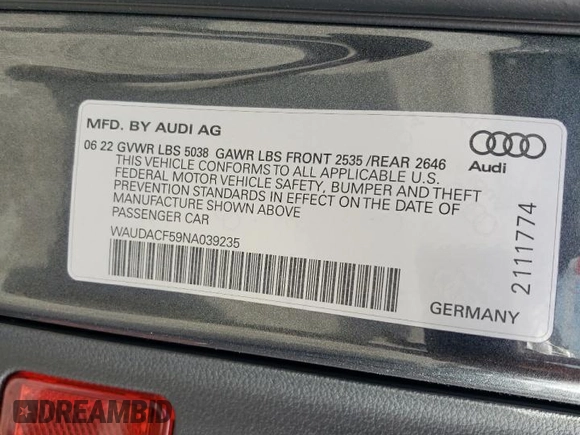 MFD. BY AUDI AG
06 22 GVWR LBS 5038 GAWR LBS FRONT 2535 /REAR 2646
THIS VEHICLE CONFORMS TO ALL APPLICABLE U.S.
FEDERAL MOTOR VEHICLE SAFETY, BUMPER AND THEFT
PREVENTION STANDARDS IN EFFECT ON THE DATE OF
MANUFACTURE SHOWN ABOVE
PASSENGER CAR
WAUDACF59NA039235
Audi
2111774
GERMANY
DREAMBID